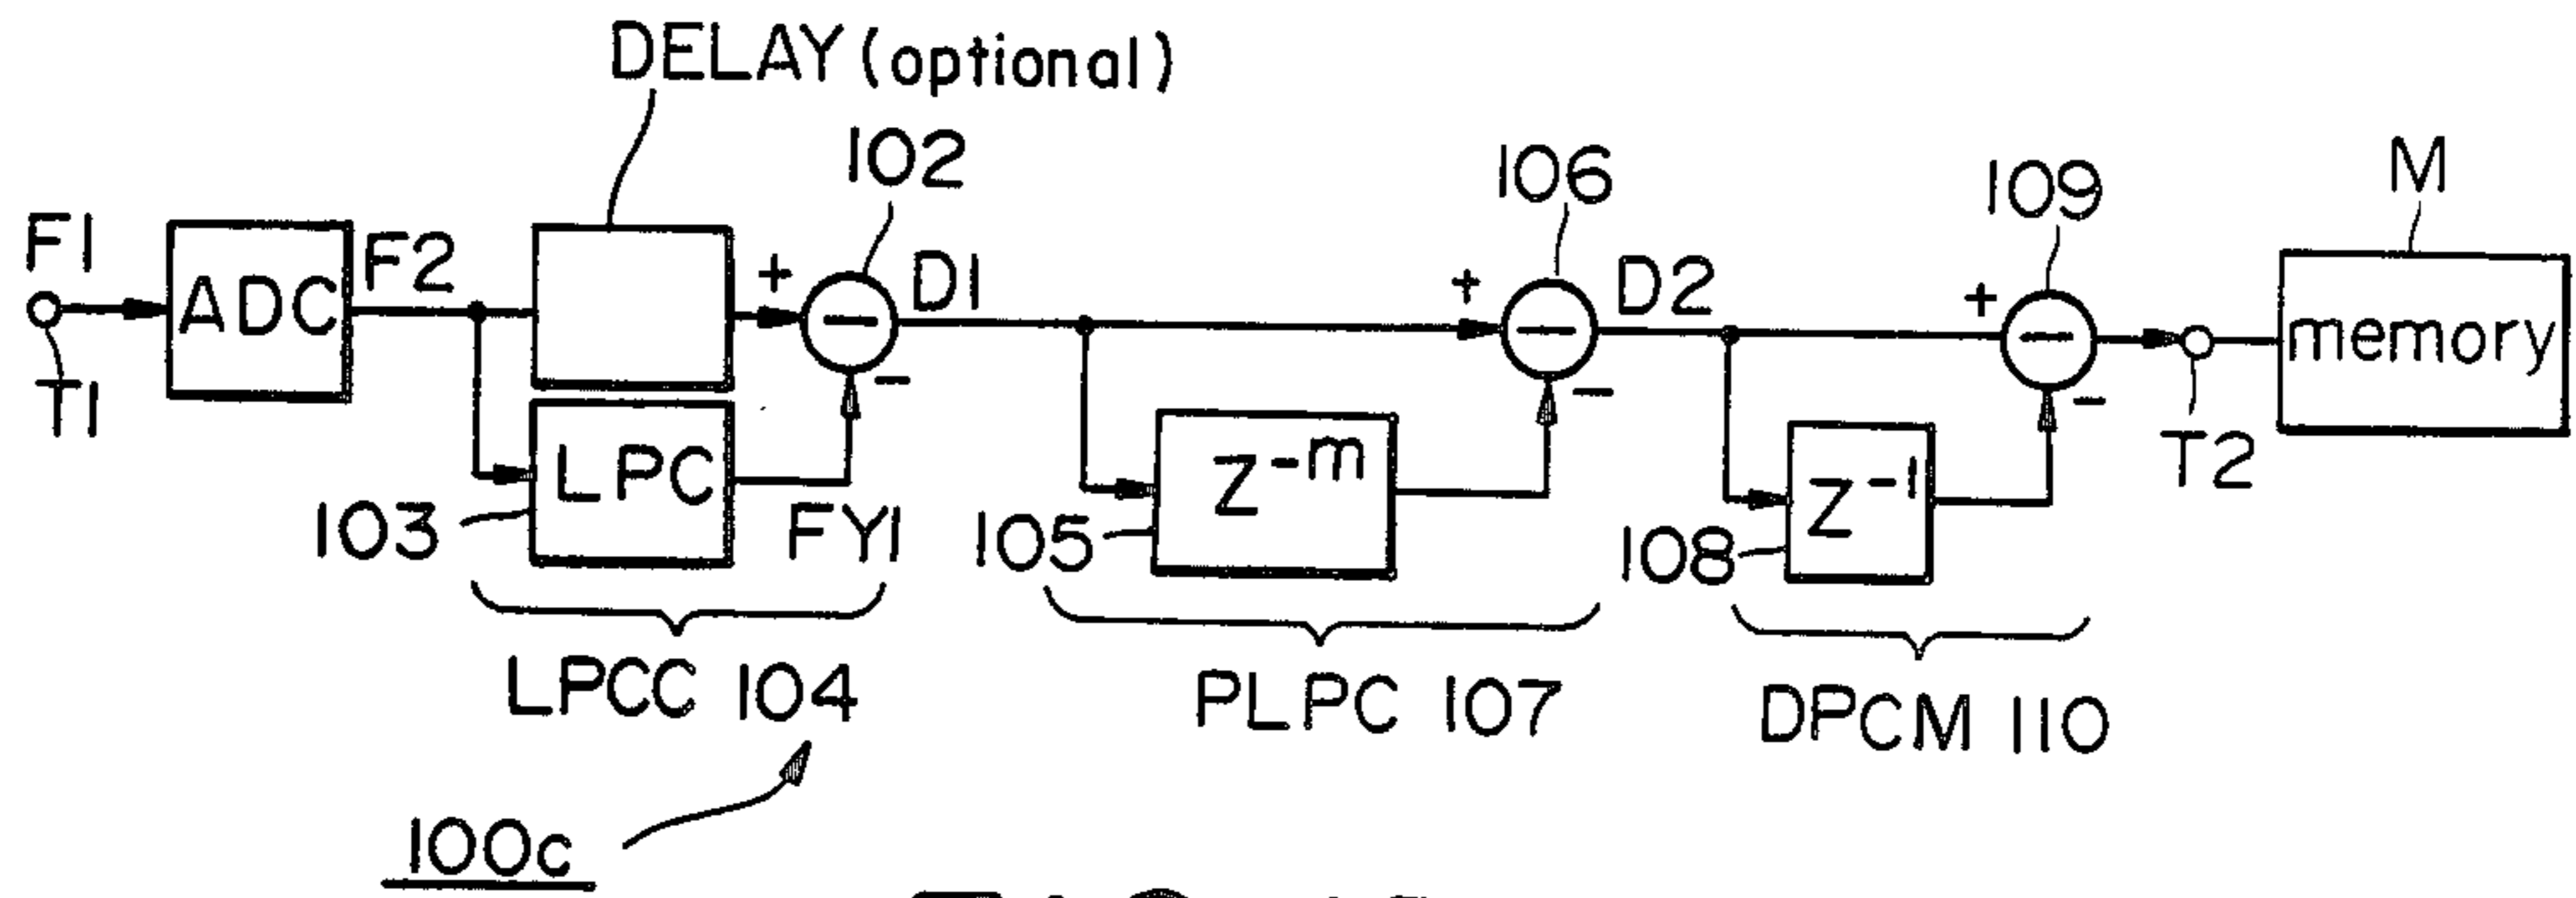 DELAY (optional)
102
106
109
M
F1
ADC
F2
+
−
D1
+
−
D2
+
−
memory
T1
−
−
−
T2
LPC
Z⁻ᵐ
Z⁻¹
103
FY1
105
108
LPCC 104
PLPC 107
DPCM 110
100c